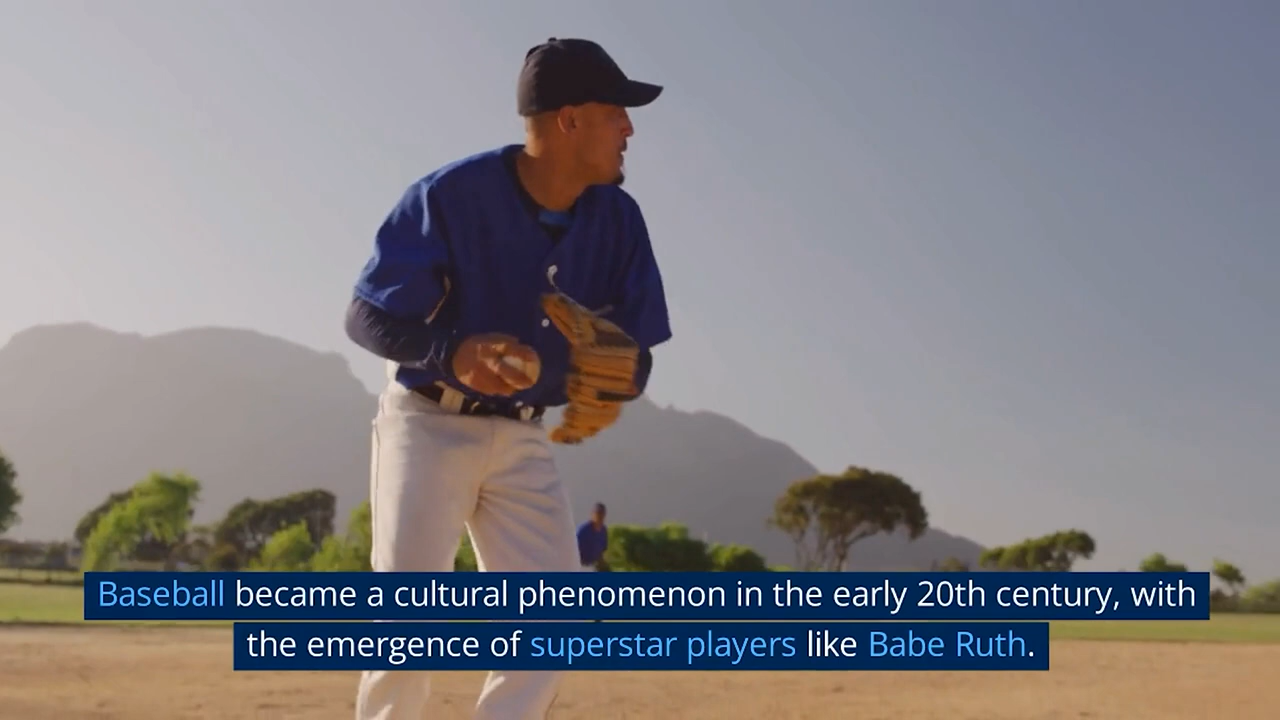 Baseball became a cultural phenomenon in the early 20th century, with
the emergence of superstar players like Babe Ruth.